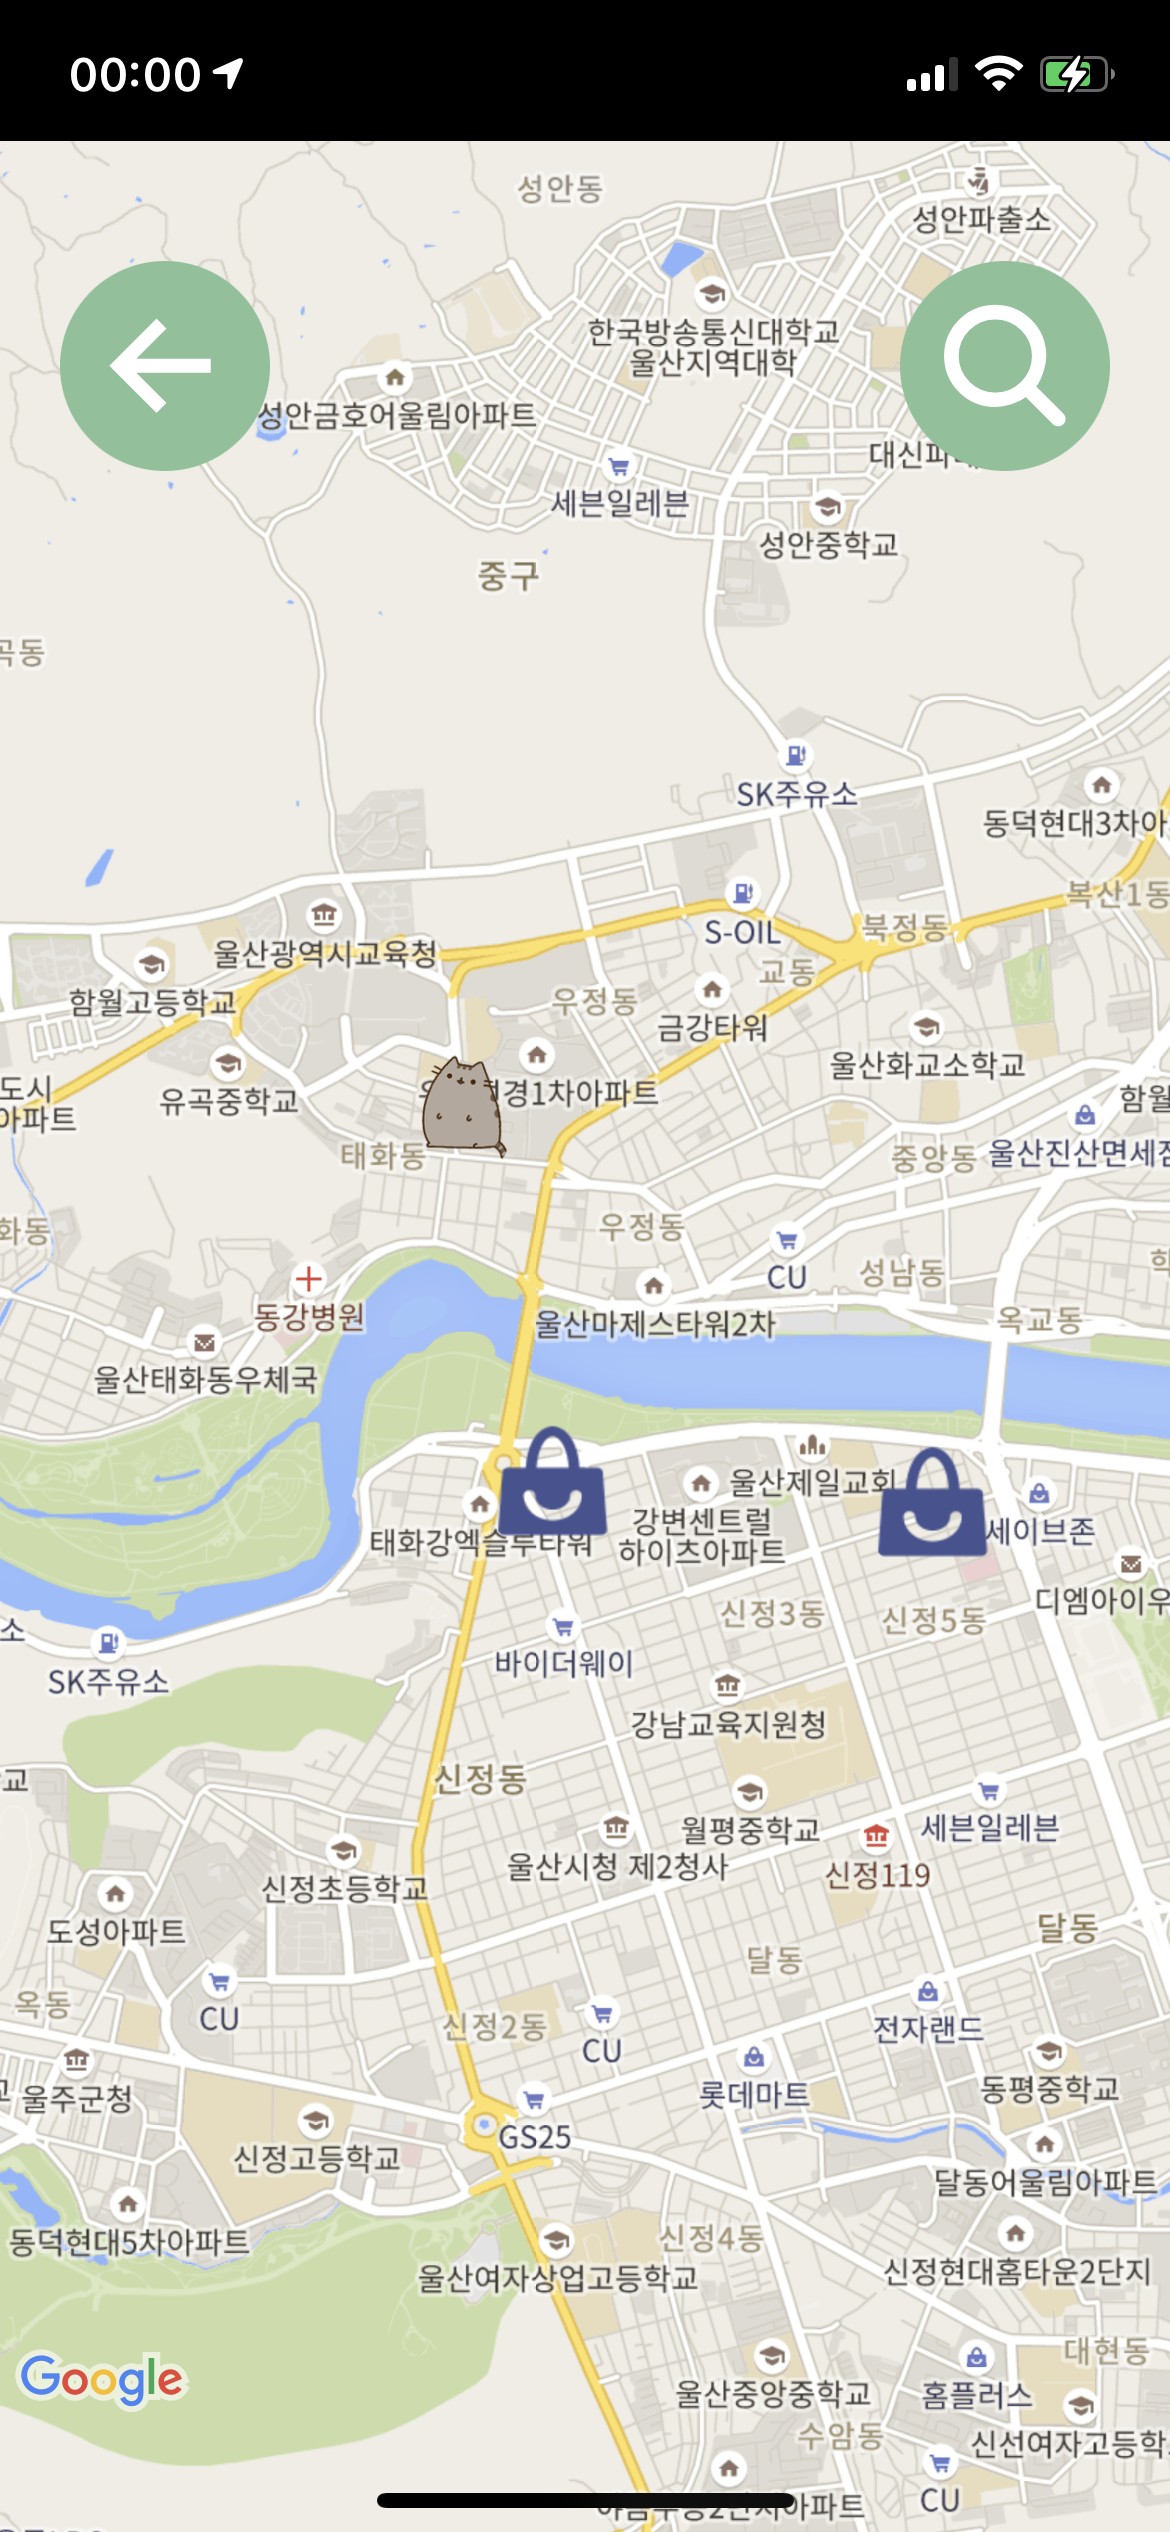 00:00
성안동
성안파출소
한국방송통신대학교
울산지역대학
성안금호어울림아파트
세븐일레븐
성안중학교
중구
SK주유소
동덕현대3차아
복산1동
S-OIL
북정동
울산광역시교육청
교동
함월고등학교
우정동
금강타워
울산화교소학교
도시
아파트
유곡중학교
경1차아파트
함월
태화동
중앙동
울산진산면세점
화동
우정동
CU
성남동
동강병원
울산마제스타워2차
옥교동
울산태화동우체국
울산제일교회
강변센트럴
하이츠아파트
태화강엑슬루타워
세이브존
디엠아이우
신정3동
신정5동
소
SK주유소
바이더웨이
강남교육지원청
교
신정동
월평중학교
세븐일레븐
울산시청 제2청사
신정119
신정초등학교
도성아파트
달동
달동
CU
옥동
신정2동
CU
전자랜드
울주군청
롯데마트
동평중학교
GS25
신정고등학교
달동어울림아파트
동덕현대5차아파트
신정4동
신정현대홈타운2단지
울산여자상업고등학교
대현동
Google
울산중앙중학교
홈플러스
수암동
신선여자고등학
CU